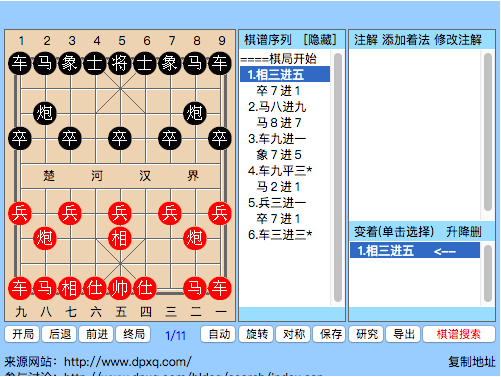 1 2 3 4 5 6 7 8 9
车 马 象 士 将 士 象 马 车
炮 炮
卒 卒 卒 卒 卒
楚 河 汉 界
兵 兵 兵 兵 兵
炮 相 炮
车 马 相 仕 帅 仕 马 车
九 八 七 六 五 四 三 二 一
棋谱序列 [隐藏]
====棋局开始
1.相三进五
卒7进1
2.马八进九
马8进7
3.车九进一
象7进5
4.车九平三*
马2进1
5.兵三进一
卒7进1
6.车三进三*
注解 添加着法 修改注解
变着(单击选择) 升降删
1.相三进五 <--
开局 后退 前进 终局 1/11 自动 旋转 对称 保存 研究 导出 棋谱搜索
来源网站: http://www.dpxq.com/ 复制地址